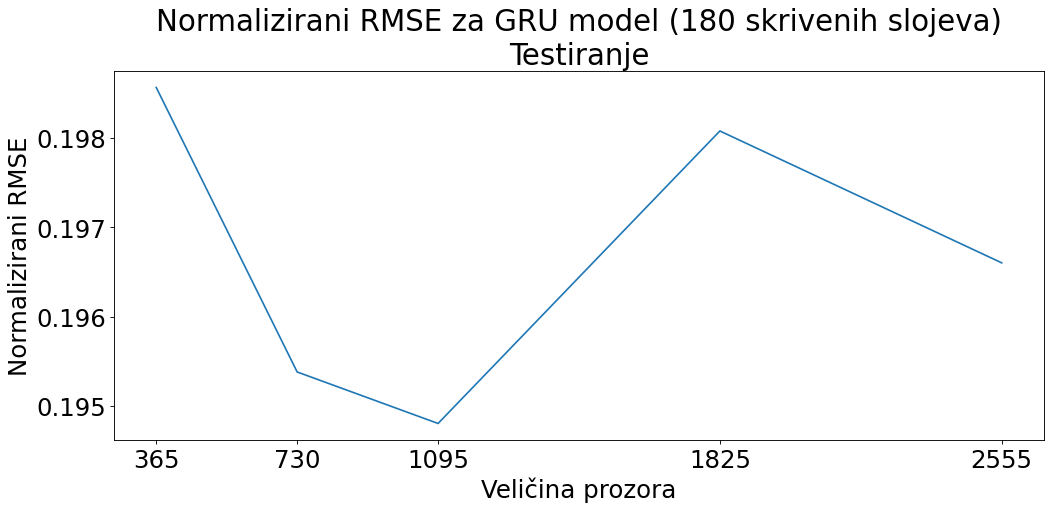 Normalizirani RMSE za GRU model (180 skrivenih slojeva)
Testiranje
Normalizirani RMSE
0.198
0.197
0.196
0.195
365 730 1095 1825 2555
Veličina prozora